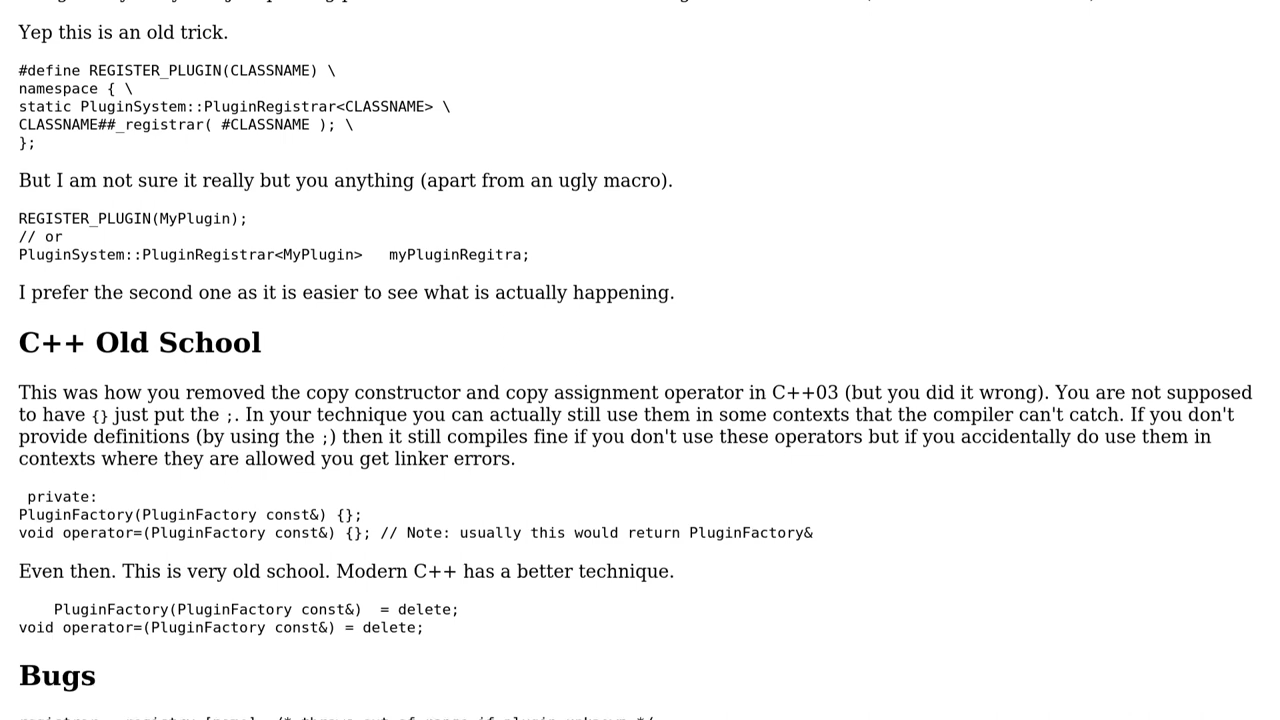 Yep this is an old trick.
#define REGISTER_PLUGIN(CLASSNAME) \
namespace { \
static PluginSystem::PluginRegistrar<CLASSNAME> \
CLASSNAME##_registrar( #CLASSNAME ); \
};
But I am not sure it really but you anything (apart from an ugly macro).
REGISTER_PLUGIN(MyPlugin);
// or
PluginSystem::PluginRegistrar<MyPlugin>   myPluginRegitra;
I prefer the second one as it is easier to see what is actually happening.
C++ Old School
This was how you removed the copy constructor and copy assignment operator in C++03 (but you did it wrong). You are not supposed
to have {} just put the ;. In your technique you can actually still use them in some contexts that the compiler can't catch. If you don't
provide definitions (by using the ;) then it still compiles fine if you don't use these operators but if you accidentally do use them in
contexts where they are allowed you get linker errors.
 private:
PluginFactory(PluginFactory const&) {};
void operator=(PluginFactory const&) {}; // Note: usually this would return PluginFactory&
Even then. This is very old school. Modern C++ has a better technique.
    PluginFactory(PluginFactory const&)  = delete;
void operator=(PluginFactory const&) = delete;
Bugs